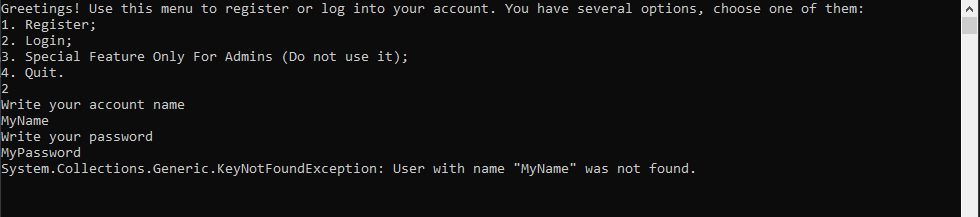 Greetings! Use this menu to register or log into your account. You have several options, choose one of them:
1. Register;
2. Login;
3. Special Feature Only For Admins (Do not use it);
4. Quit.
2
Write your account name
MyName
Write your password
MyPassword
System.Collections.Generic.KeyNotFoundException: User with name "MyName" was not found.